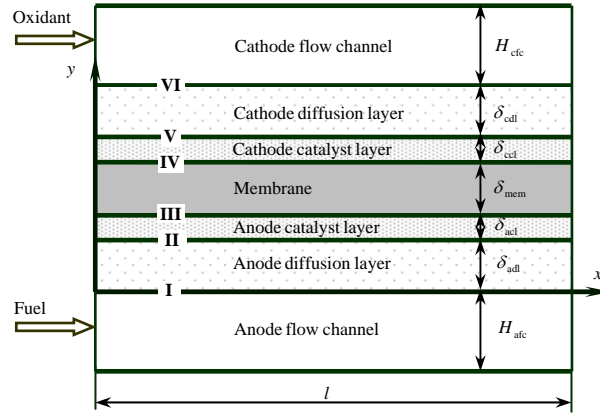 Oxidant
Cathode flow channel
H_cfc
y
VI
Cathode diffusion layer
δ_cdl
V
Cathode catalyst layer
δ_ccl
IV
Membrane
δ_mem
III
Anode catalyst layer
δ_acl
II
Anode diffusion layer
δ_adl
x
I
Fuel
Anode flow channel
H_afc
l